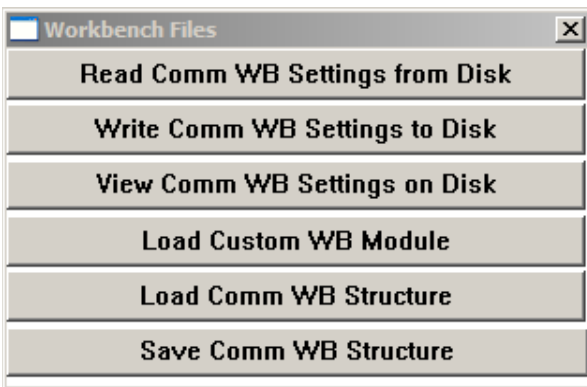 Workbench Files
Read Comm WB Settings from Disk
Write Comm WB Settings to Disk
View Comm WB Settings on Disk
Load Custom WB Module
Load Comm WB Structure
Save Comm WB Structure